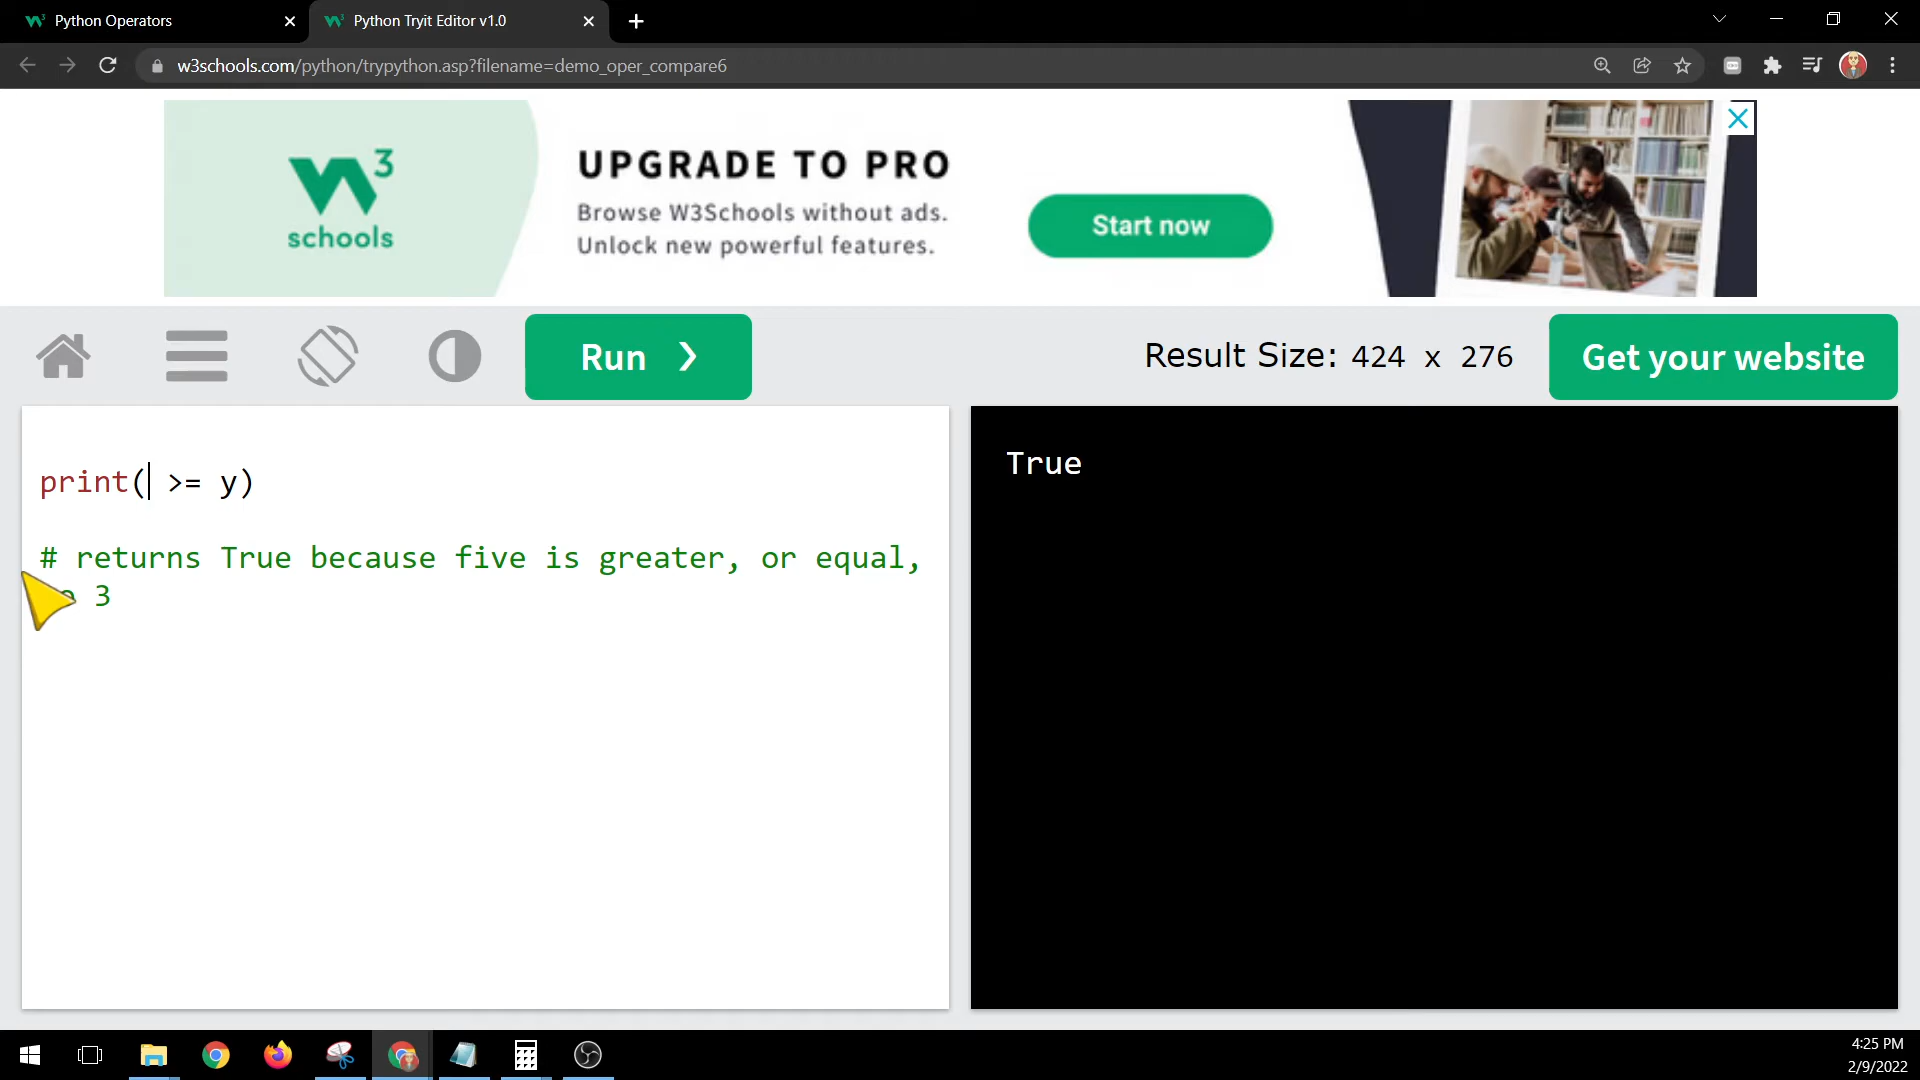 Python Operators
Python Tryit Editor v1.0
w3schools.com/python/trypython.asp?filename=demo_oper_compare6
W3
schools
UPGRADE TO PRO
Browse W3Schools without ads.
Unlock new powerful features.
Start now
Run ❯
Result Size: 424 x 276
Get your website
print( >= y)
# returns True because five is greater, or equal,
3
True
4:25 PM
2/9/2022